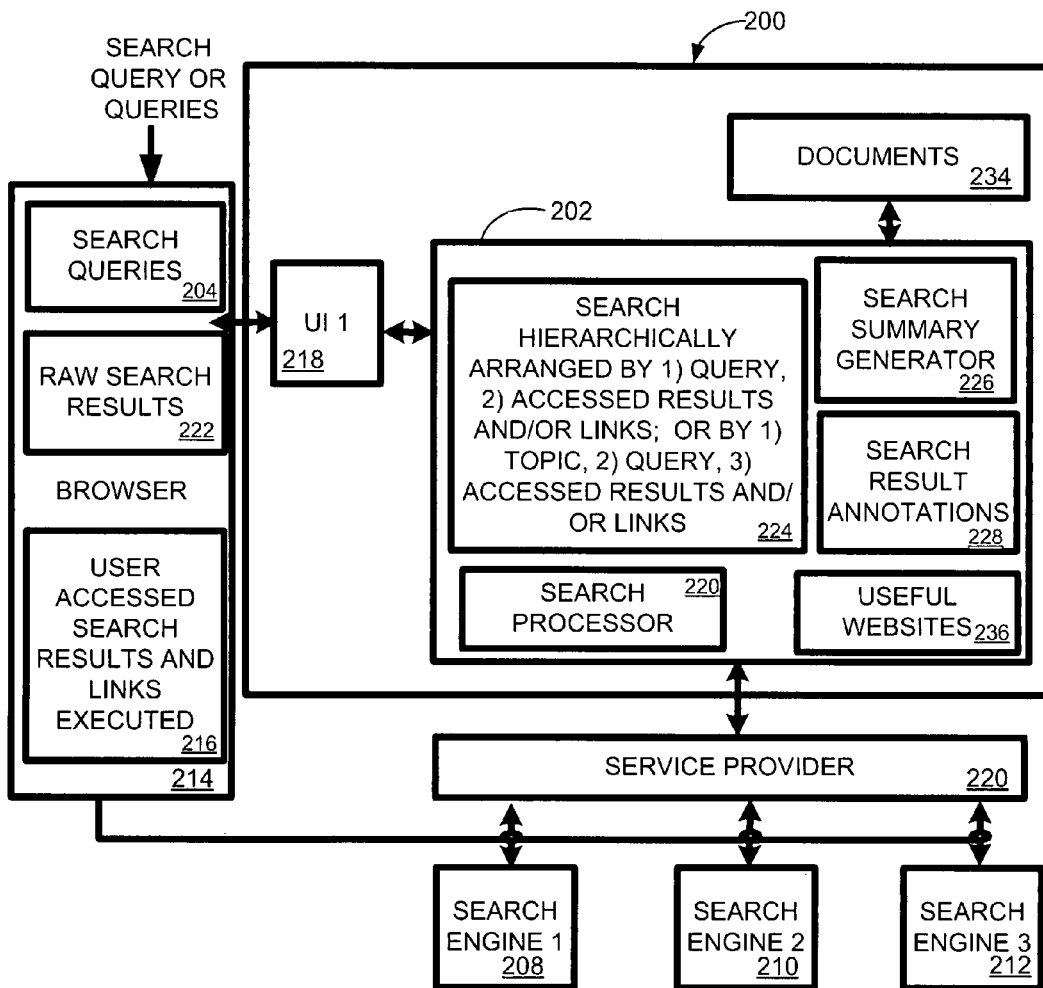 200
SEARCH
QUERY OR
QUERIES
DOCUMENTS
234
202
SEARCH
QUERIES
204
UI 1
218
RAW SEARCH
RESULTS
222
BROWSER
USER
ACCESSED
SEARCH
RESULTS AND
LINKS
EXECUTED
216
214
SEARCH
HIERARCHICALLY
ARRANGED BY 1) QUERY,
2) ACCESSED RESULTS
AND/OR LINKS; OR BY 1)
TOPIC, 2) QUERY, 3)
ACCESSED RESULTS AND/
OR LINKS
224
SEARCH
SUMMARY
GENERATOR
226
SEARCH
RESULT
ANNOTATIONS
228
SEARCH
PROCESSOR
220
USEFUL
WEBSITES
236
SERVICE PROVIDER
220
SEARCH
ENGINE 1
208
SEARCH
ENGINE 2
210
SEARCH
ENGINE 3
212